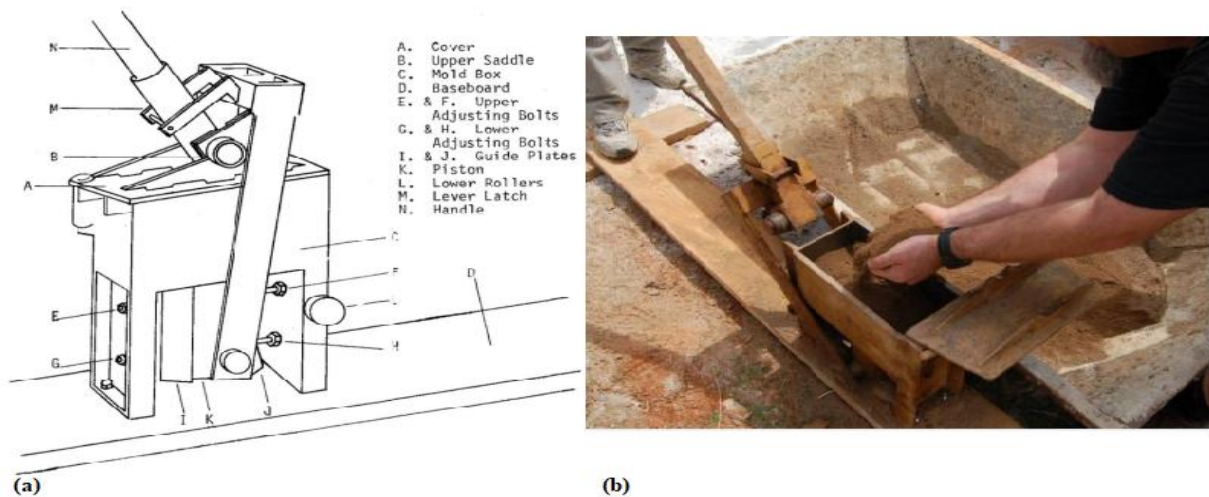 N
M
B
A
E
G
I
K
J
C
F
D
L
H
A. Cover
B. Upper Saddle
C. Mold Box
D. Baseboard
E. & F. Upper
Adjusting Bolts
G. & H. Lower
Adjusting Bolts
I. & J. Guide Plates
K. Piston
L. Lower Rollers
M. Lever Latch
N. Handle
(a)
(b)